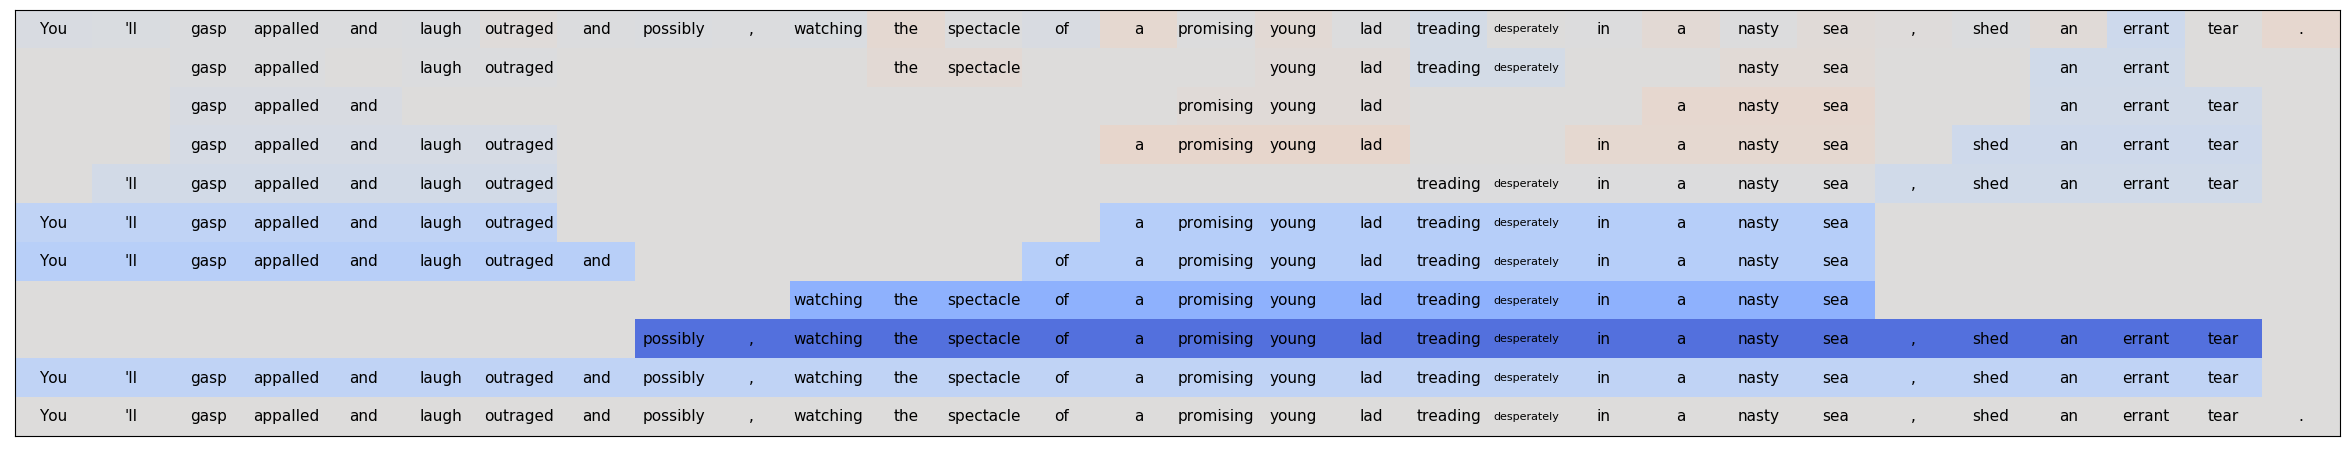 You 'll gasp appalled and laugh outraged and possibly , watching the spectacle of a promising young lad treading desperately in a nasty sea , shed an errant tear .
gasp appalled laugh outraged the spectacle young lad treading desperately nasty sea an errant
gasp appalled and promising young lad a nasty sea an errant tear
gasp appalled and laugh outraged a promising young lad in a nasty sea shed an errant tear
'll gasp appalled and laugh outraged treading desperately in a nasty sea , shed an errant tear
You 'll gasp appalled and laugh outraged a promising young lad treading desperately in a nasty sea
You 'll gasp appalled and laugh outraged and of a promising young lad treading desperately in a nasty sea
watching the spectacle of a promising young lad treading desperately in a nasty sea
possibly , watching the spectacle of a promising young lad treading desperately in a nasty sea , shed an errant tear
You 'll gasp appalled and laugh outraged and possibly , watching the spectacle of a promising young lad treading desperately in a nasty sea , shed an errant tear
You 'll gasp appalled and laugh outraged and possibly , watching the spectacle of a promising young lad treading desperately in a nasty sea , shed an errant tear .